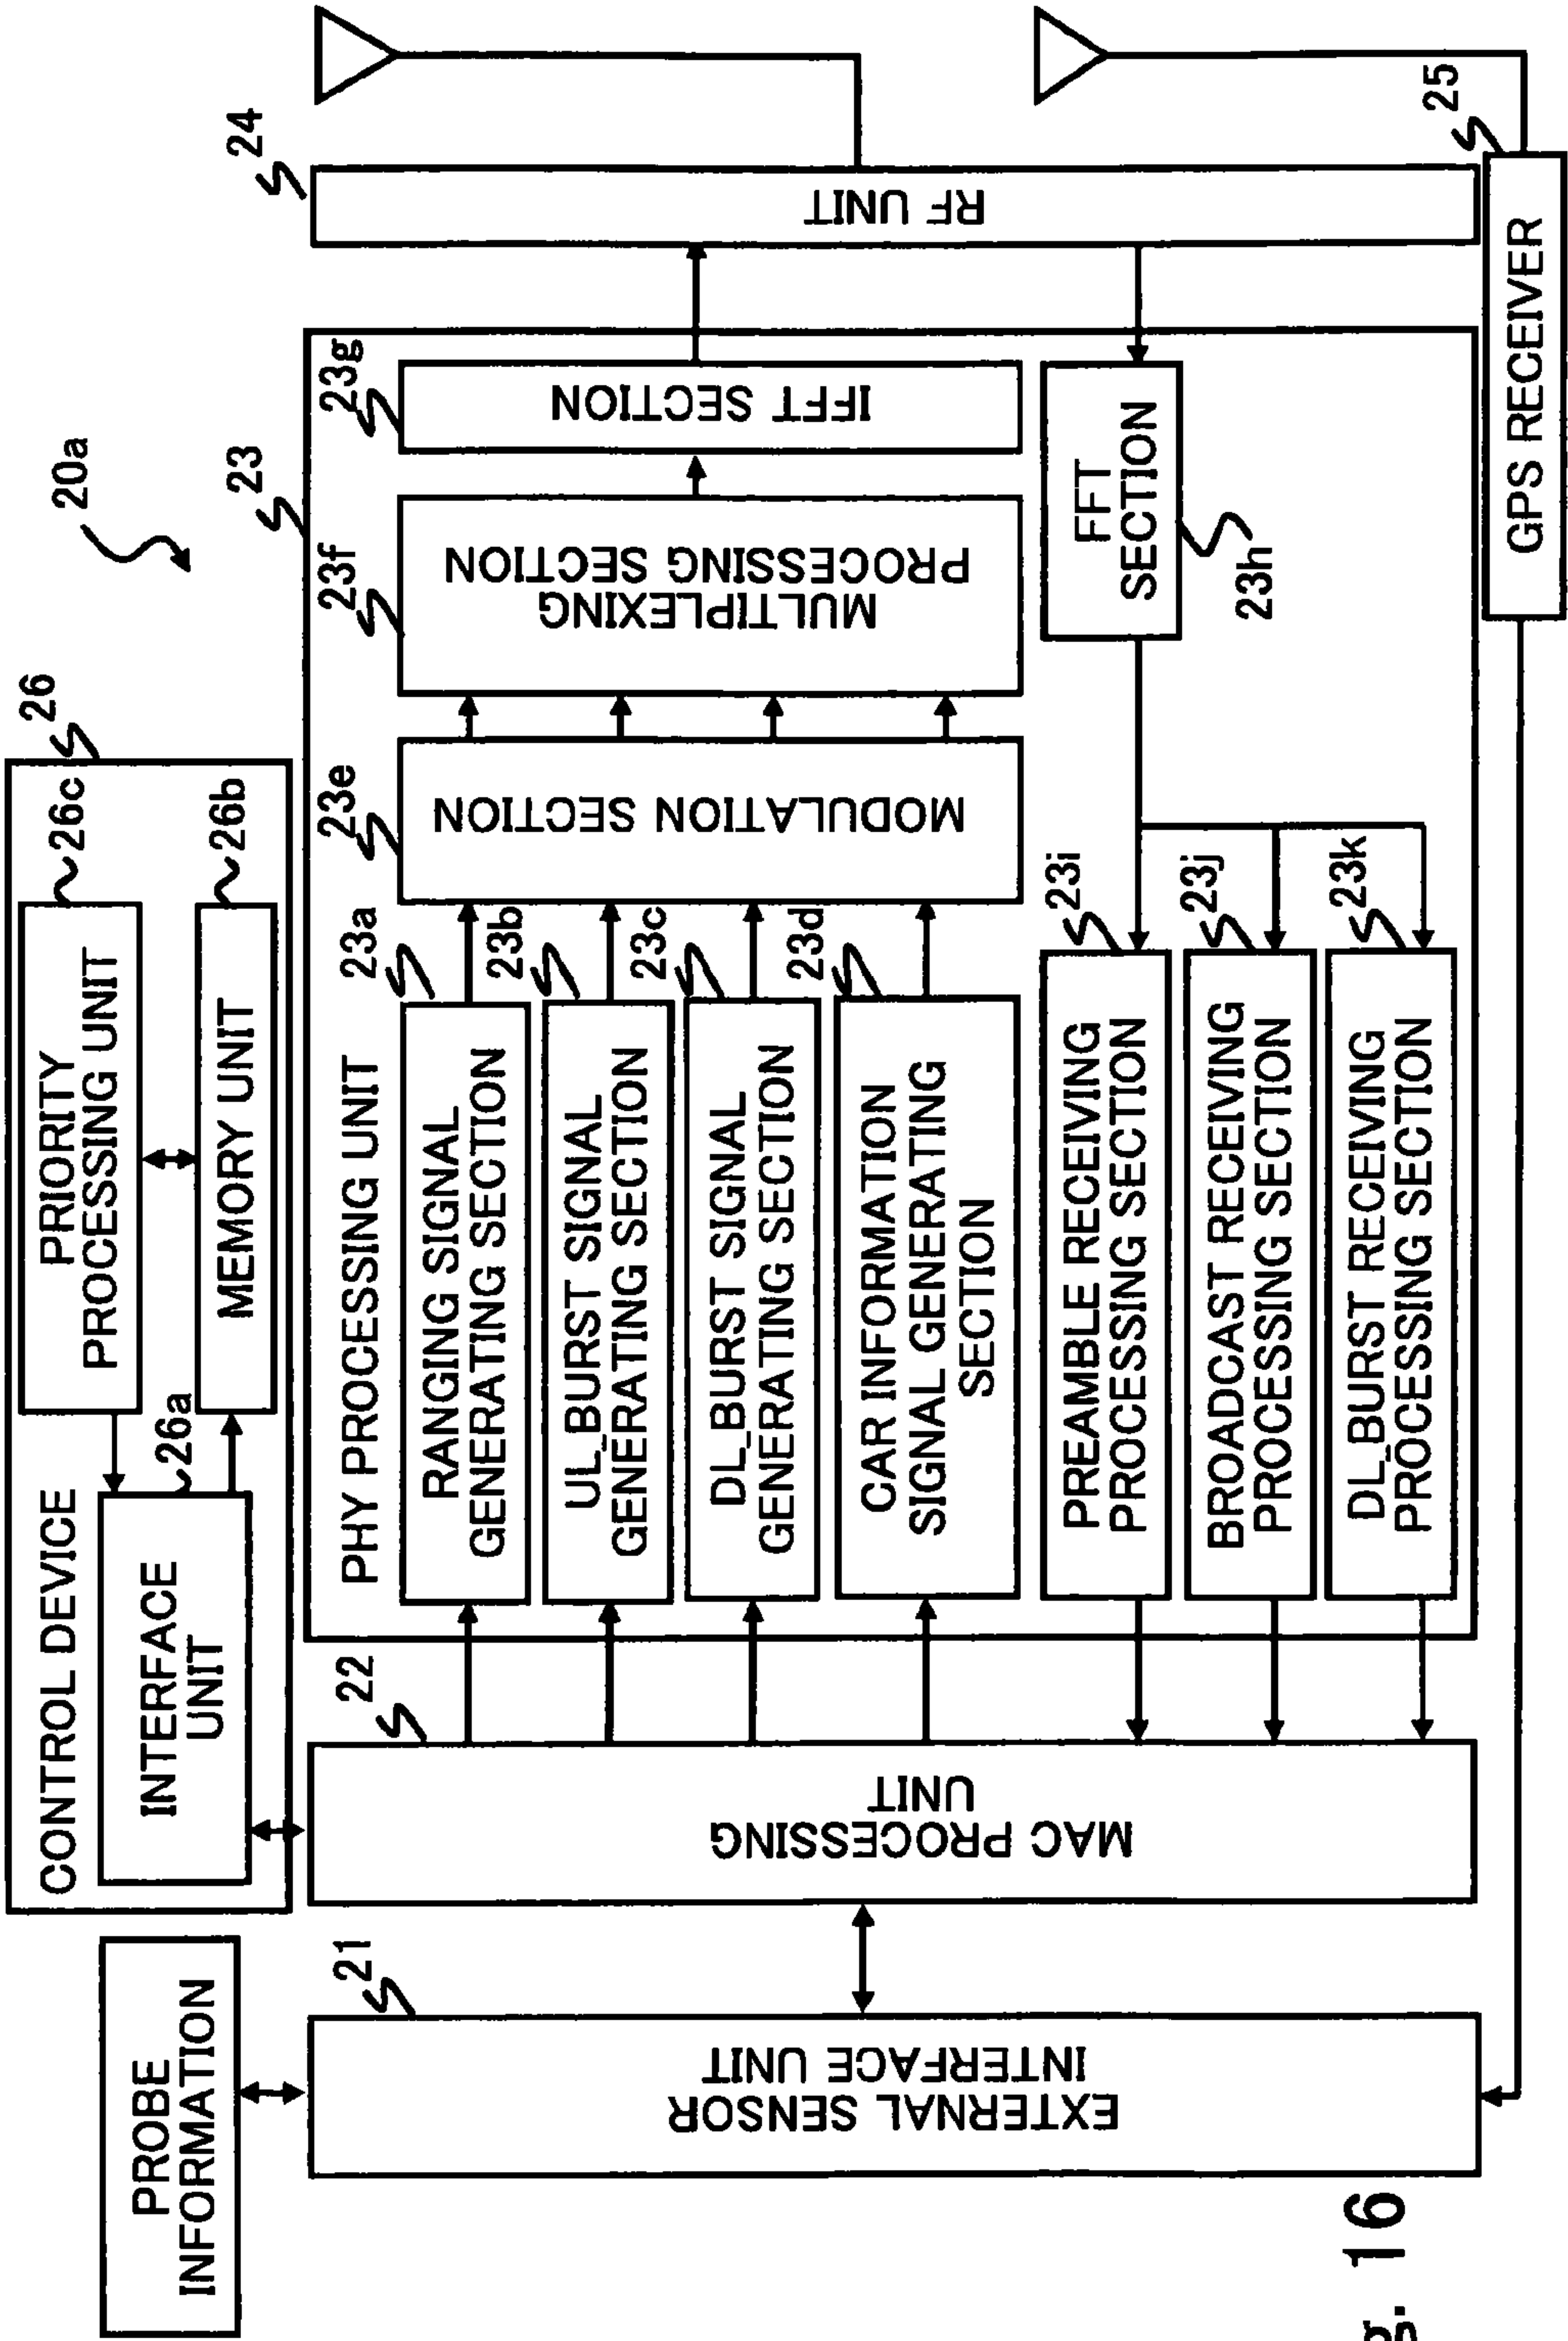 20a
PROBE
INFORMATION
CONTROL DEVICE
26
INTERFACE
UNIT
26a
PRIORITY
PROCESSING UNIT
26c
MEMORY UNIT
26b
21
EXTERNAL SENSOR
INTERFACE UNIT
22
MAC PROCESSING
UNIT
23
PHY PROCESSING UNIT
23a
RANGING SIGNAL
GENERATING SECTION
23b
UL_BURST SIGNAL
GENERATING SECTION
23c
DL_BURST SIGNAL
GENERATING SECTION
23d
CAR INFORMATION
SIGNAL GENERATING
SECTION
23e
MODULATION SECTION
23f
MULTIPLEXING
PROCESSING SECTION
23g
IFFT SECTION
FFT
SECTION
23h
23i
PREAMBLE RECEIVING
PROCESSING SECTION
23j
BROADCAST RECEIVING
PROCESSING SECTION
23k
DL_BURST RECEIVING
PROCESSING SECTION
24
RF UNIT
25
GPS RECEIVER
g. 16